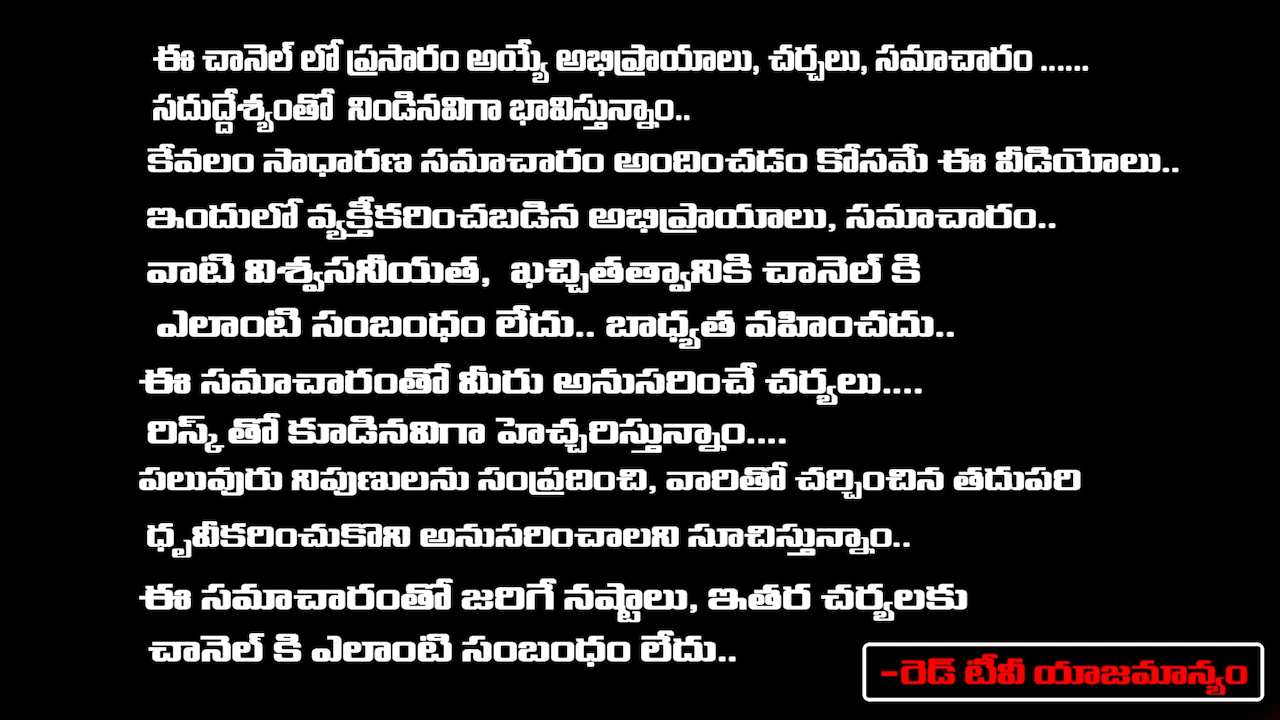 ఈ చానెల్ లో ప్రసారం అయ్యే అభిప్రాయాలు, చర్చలు, సమాచారం ......
సదుద్దేశ్యంతో నిండినవిగా భావిస్తున్నాం..
కేవలం సాధారణ సమాచారం అందించడం కోసమే ఈ వీడియోలు..
ఇందులో వ్యక్తీకరించబడిన అభిప్రాయాలు, సమాచారం..
వాటి విశ్వసనీయత, ఖచ్చితత్వానికి చానెల్ కి
ఎలాంటి సంబంధం లేదు.. బాధ్యత వహించదు..
ఈ సమాచారంతో మీరు అనుసరించే చర్యలు....
రిస్క్ తో కూడినవిగా హెచ్చరిస్తున్నాం....
పలువురు నిపుణులను సంప్రదించి, వారితో చర్చించిన తదుపరి
ధృవీకరించుకొని అనుసరించాలని సూచిస్తున్నాం..
ఈ సమాచారంతో జరిగే నష్టాలు, ఇతర చర్యలకు
చానెల్ కి ఎలాంటి సంబంధం లేదు..
-రెడ్ టీవీ యాజమాన్యం